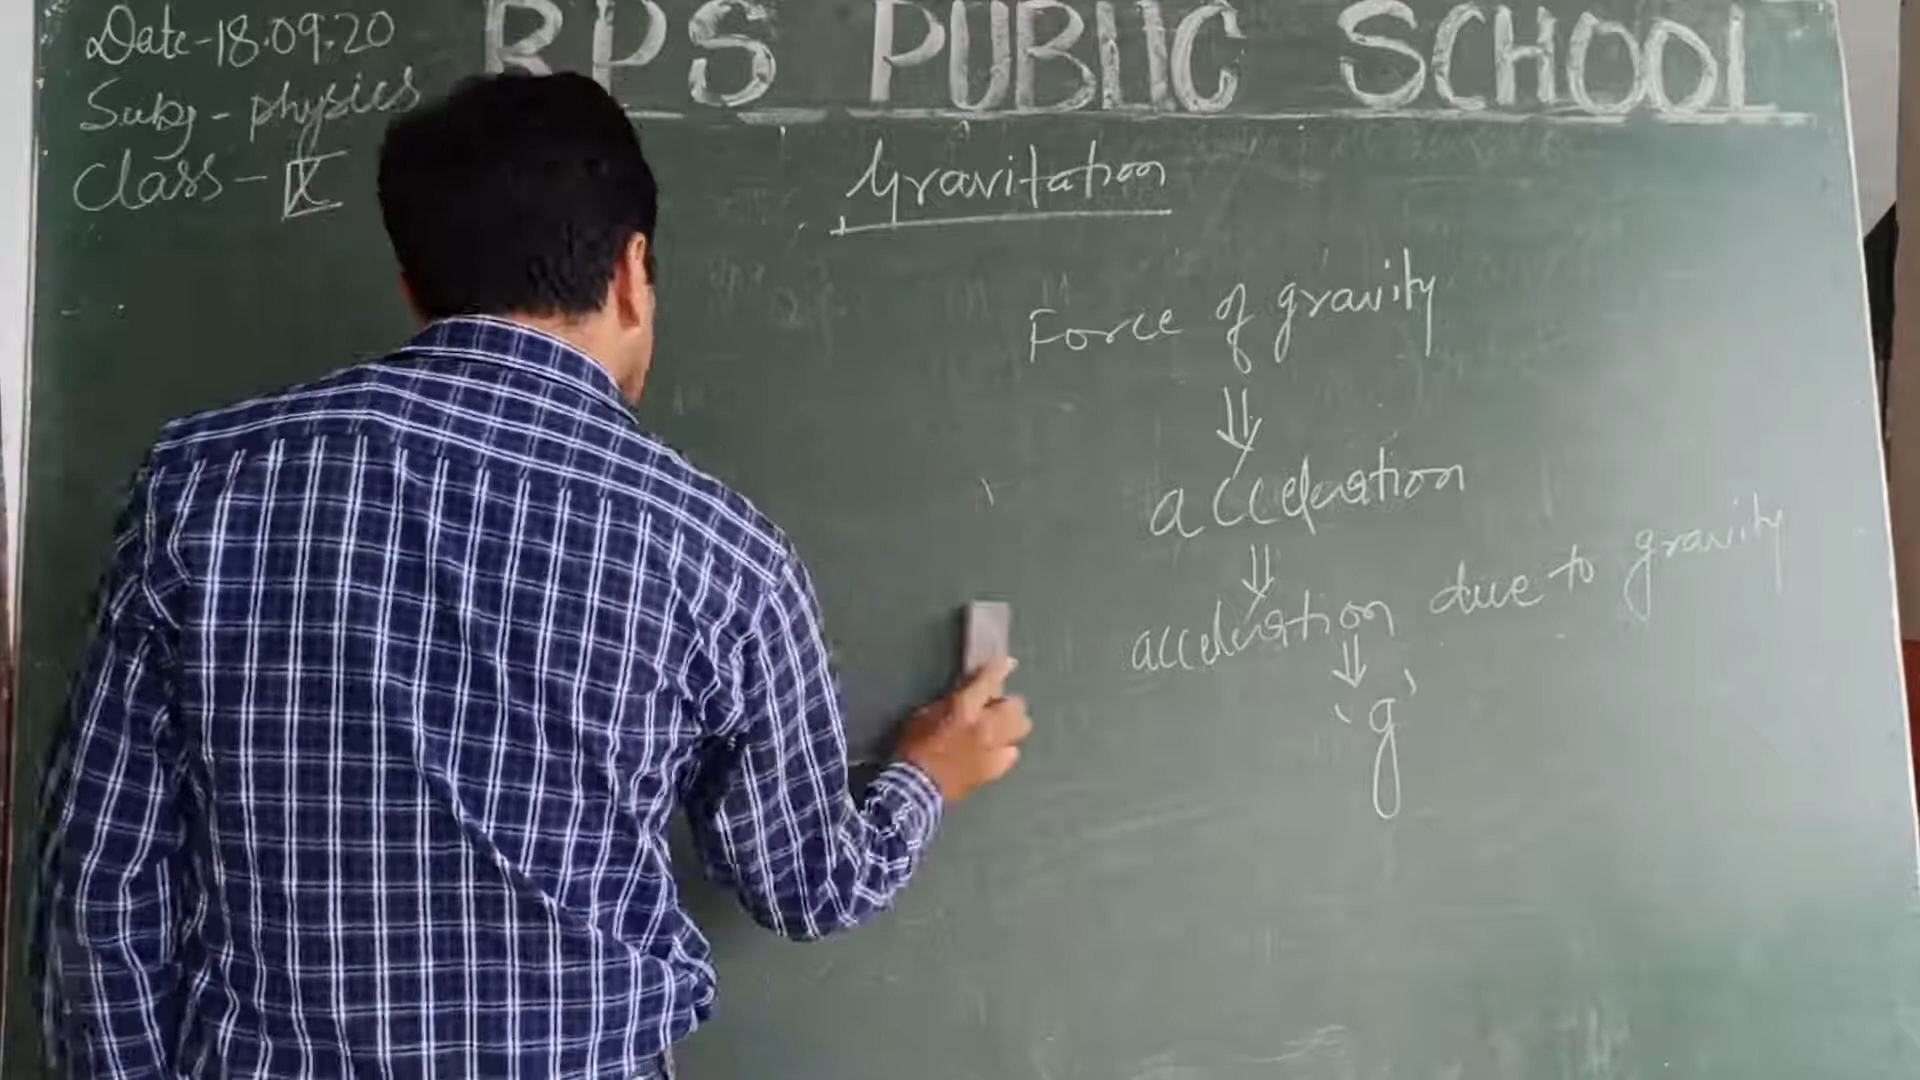 RPS PUBLIC SCHOOL
Date-18.09.20
Subj - physics
Class - IX
Gravitation
Force of gravity
⇓
acceleration
⇓
acceleration due to gravity
⇓
'g'